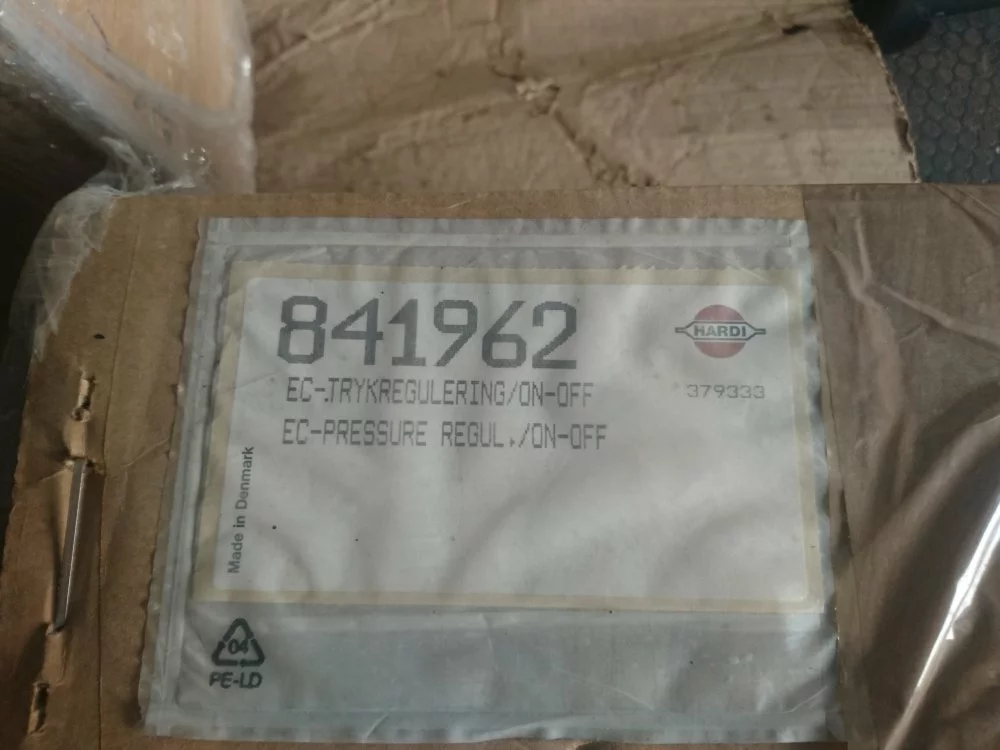 841962
HARDI
EC-TRYKREGULERING/ON-OFF
379333
EC-PRESSURE REGUL./ON-OFF
Made in Denmark
04
PE-LD